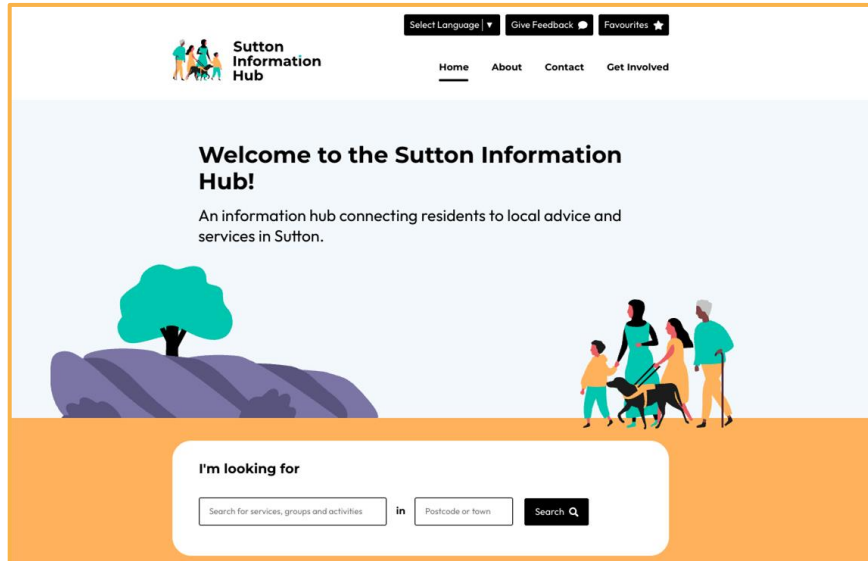 Select Language ▼
Give Feedback
Favourites
Sutton
Information
Hub
Home
About
Contact
Get Involved
Welcome to the Sutton Information
Hub!
An information hub connecting residents to local advice and
services in Sutton.
I'm looking for
Search for services, groups and activities
in
Postcode or town
Search